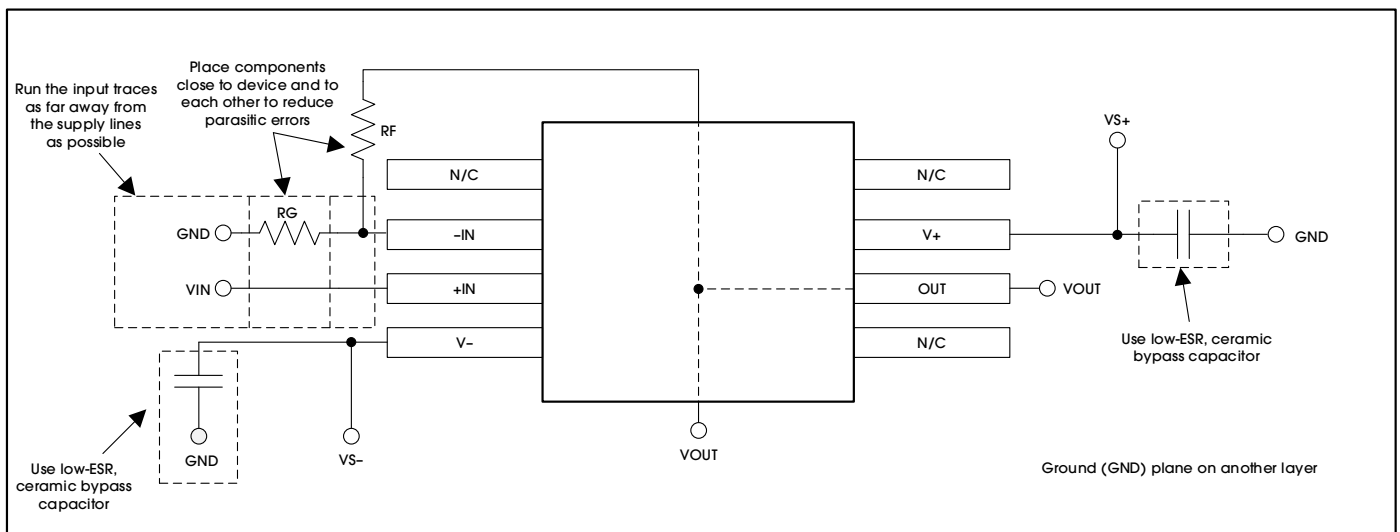 Place components
close to device and to
each other to reduce
parasitic errors
Run the input traces
as far away from
the supply lines
as possible
RF
VS+
N/C
N/C
RG
GND
–IN
V+
GND
VIN
+IN
OUT
VOUT
V–
N/C
Use low-ESR, ceramic
bypass capacitor
GND
VS–
VOUT
Use low-ESR,
ceramic bypass
capacitor
Ground (GND) plane on another layer